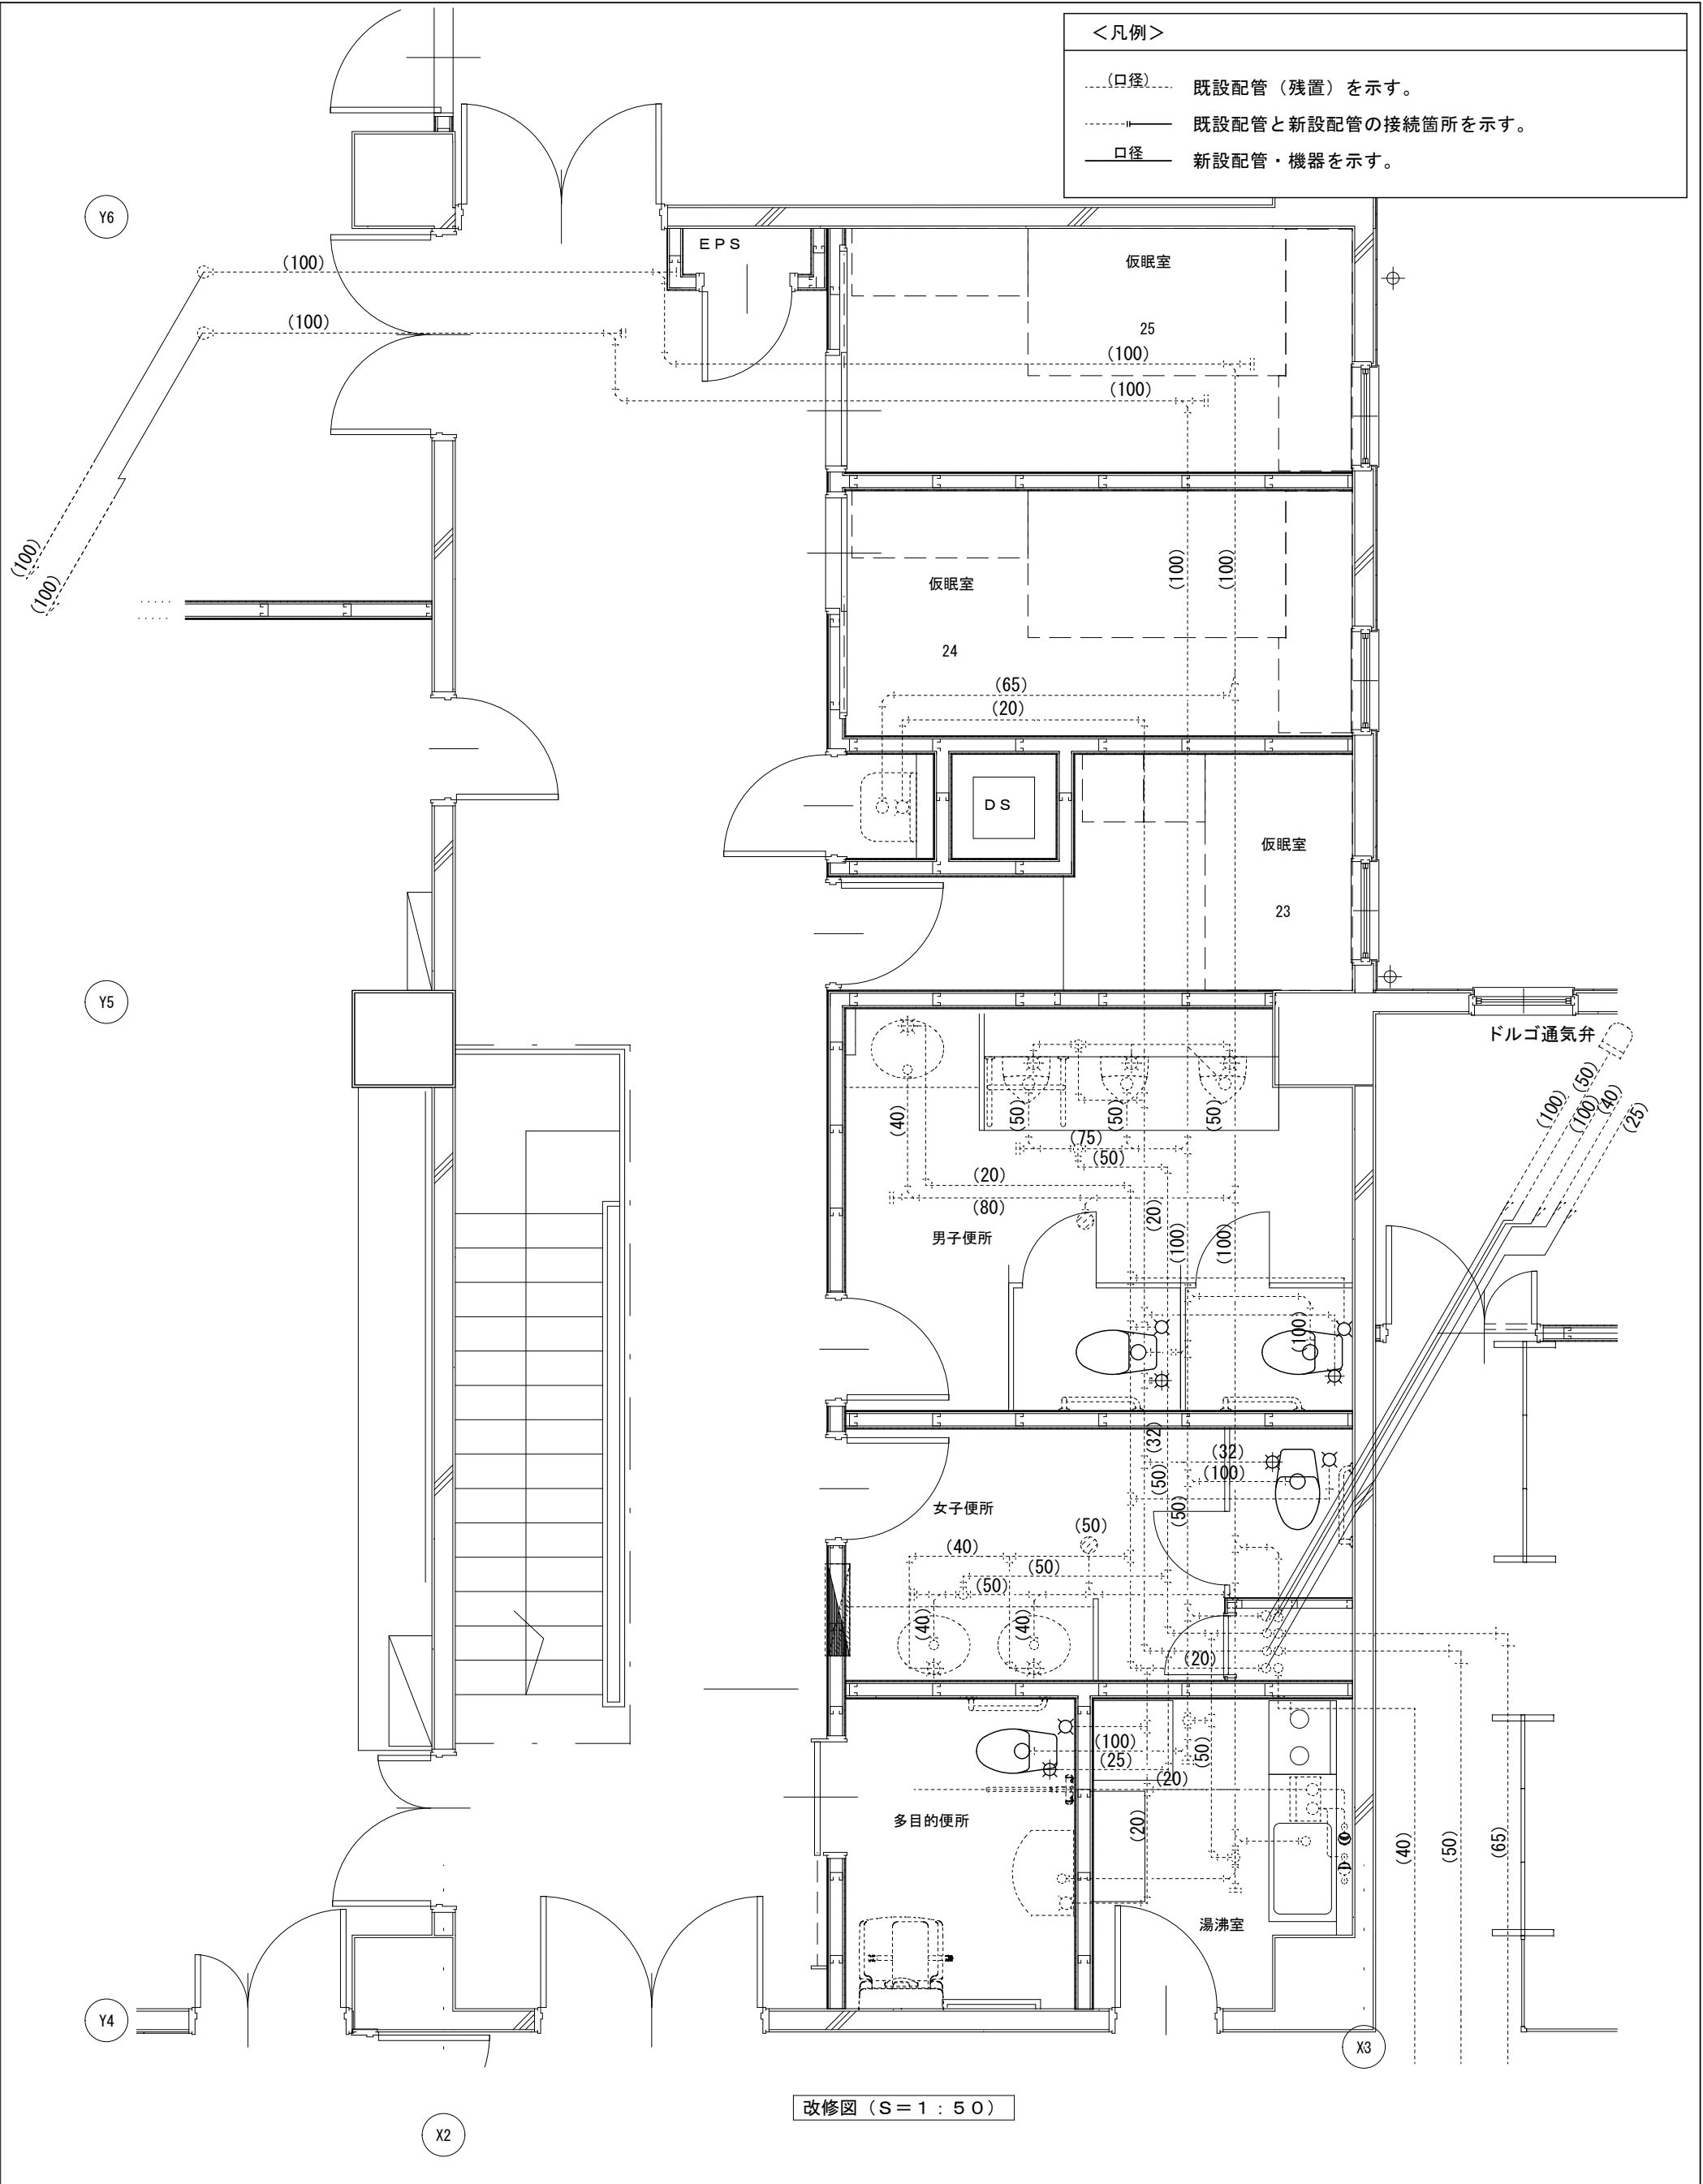 ＜凡例＞
(口径) 既設配管（残置）を示す。
既設配管と新設配管の接続箇所を示す。
口径 新設配管・機器を示す。
Y6
EPS
仮眠室
(100)
(100)
25
(100)
(100)
(100)
(100)
(100)
(100)
仮眠室
24
(65)
(20)
DS
仮眠室
23
Y5
ドルゴ通気弁
(100)
(50)
(100)
(40)
(25)
(40)
(50)
(50)
(50)
(75)
(50)
(20)
(80)
(20)
(100)
(100)
男子便所
(100)
(32)
(32)
(100)
(50)
(50)
女子便所
(50)
(40)
(50)
(50)
(40)
(40)
(20)
(100)
(25)
(50)
(20)
多目的便所
(20)
(40)
(50)
(65)
湯沸室
Y4
X3
改修図（S＝1：50）
X2